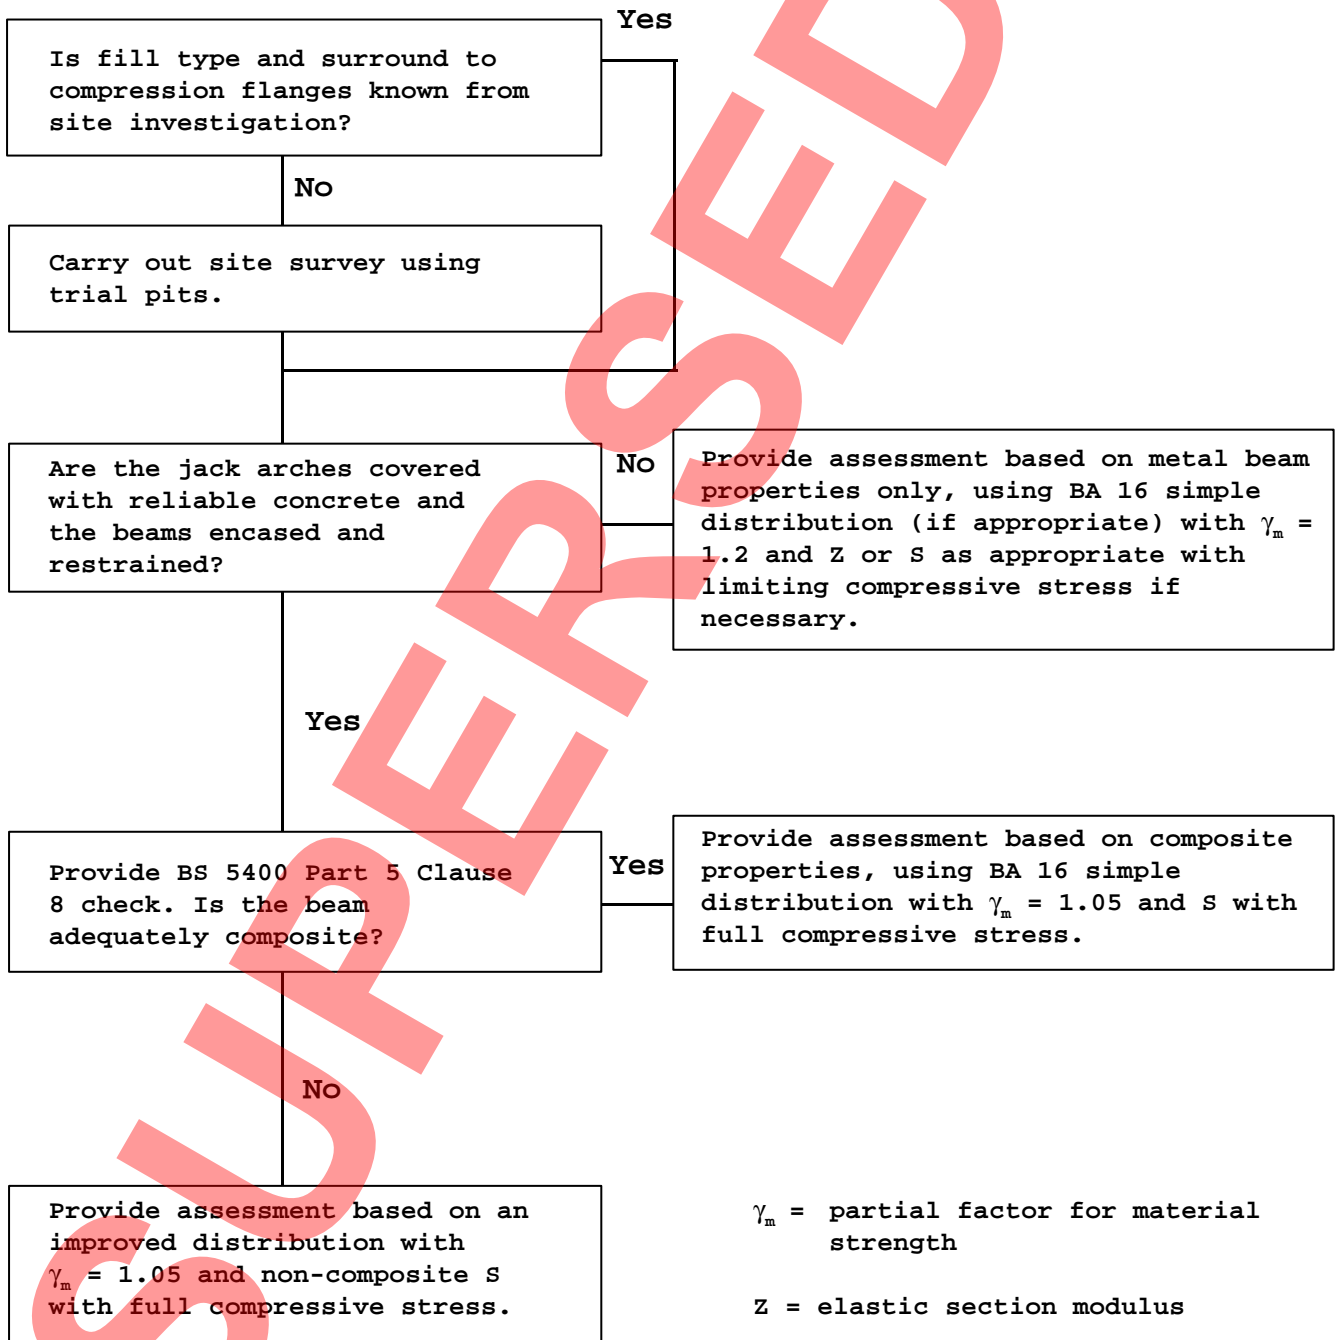 Yes
Is fill type and surround to
compression flanges known from
site investigation?
No
Carry out site survey using
trial pits.
Are the jack arches covered
with reliable concrete and
the beams encased and
restrained?
No
Provide assessment based on metal beam
properties only, using BA 16 simple
distribution (if appropriate) with γm =
1.2 and Z or S as appropriate with
limiting compressive stress if
necessary.
Yes
Provide BS 5400 Part 5 Clause
8 check. Is the beam
adequately composite?
Yes
Provide assessment based on composite
properties, using BA 16 simple
distribution with γm = 1.05 and S with
full compressive stress.
No
Provide assessment based on an
improved distribution with
γm = 1.05 and non-composite S
with full compressive stress.
γm = partial factor for material
strength
Z = elastic section modulus
SUPERSED